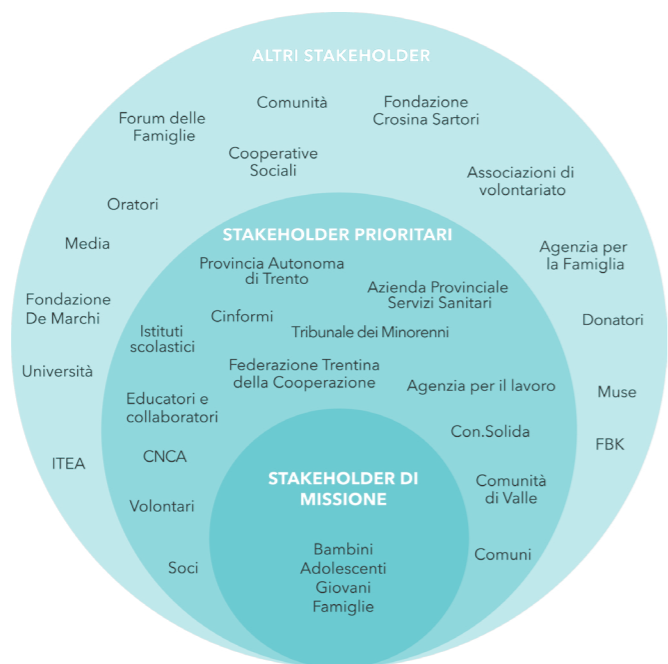 ALTRI STAKEHOLDER
Comunità
Fondazione
Crosina Sartori
Forum delle
Famiglie
Cooperative
Sociali
Associazioni di
volontariato
Oratori
Media
Agenzia per
la Famiglia
Fondazione
De Marchi
Donatori
Università
Muse
ITEA
FBK
STAKEHOLDER PRIORITARI
Provincia Autonoma
di Trento
Azienda Provinciale
Servizi Sanitari
Cinformi
Istituti
scolastici
Tribunale dei Minorenni
Federazione Trentina
della Cooperazione
Agenzia per il lavoro
Educatori e
collaboratori
Con.Solida
CNCA
Comunità
di Valle
Volontari
Comuni
Soci
STAKEHOLDER DI
MISSIONE
Bambini
Adolescenti
Giovani
Famiglie